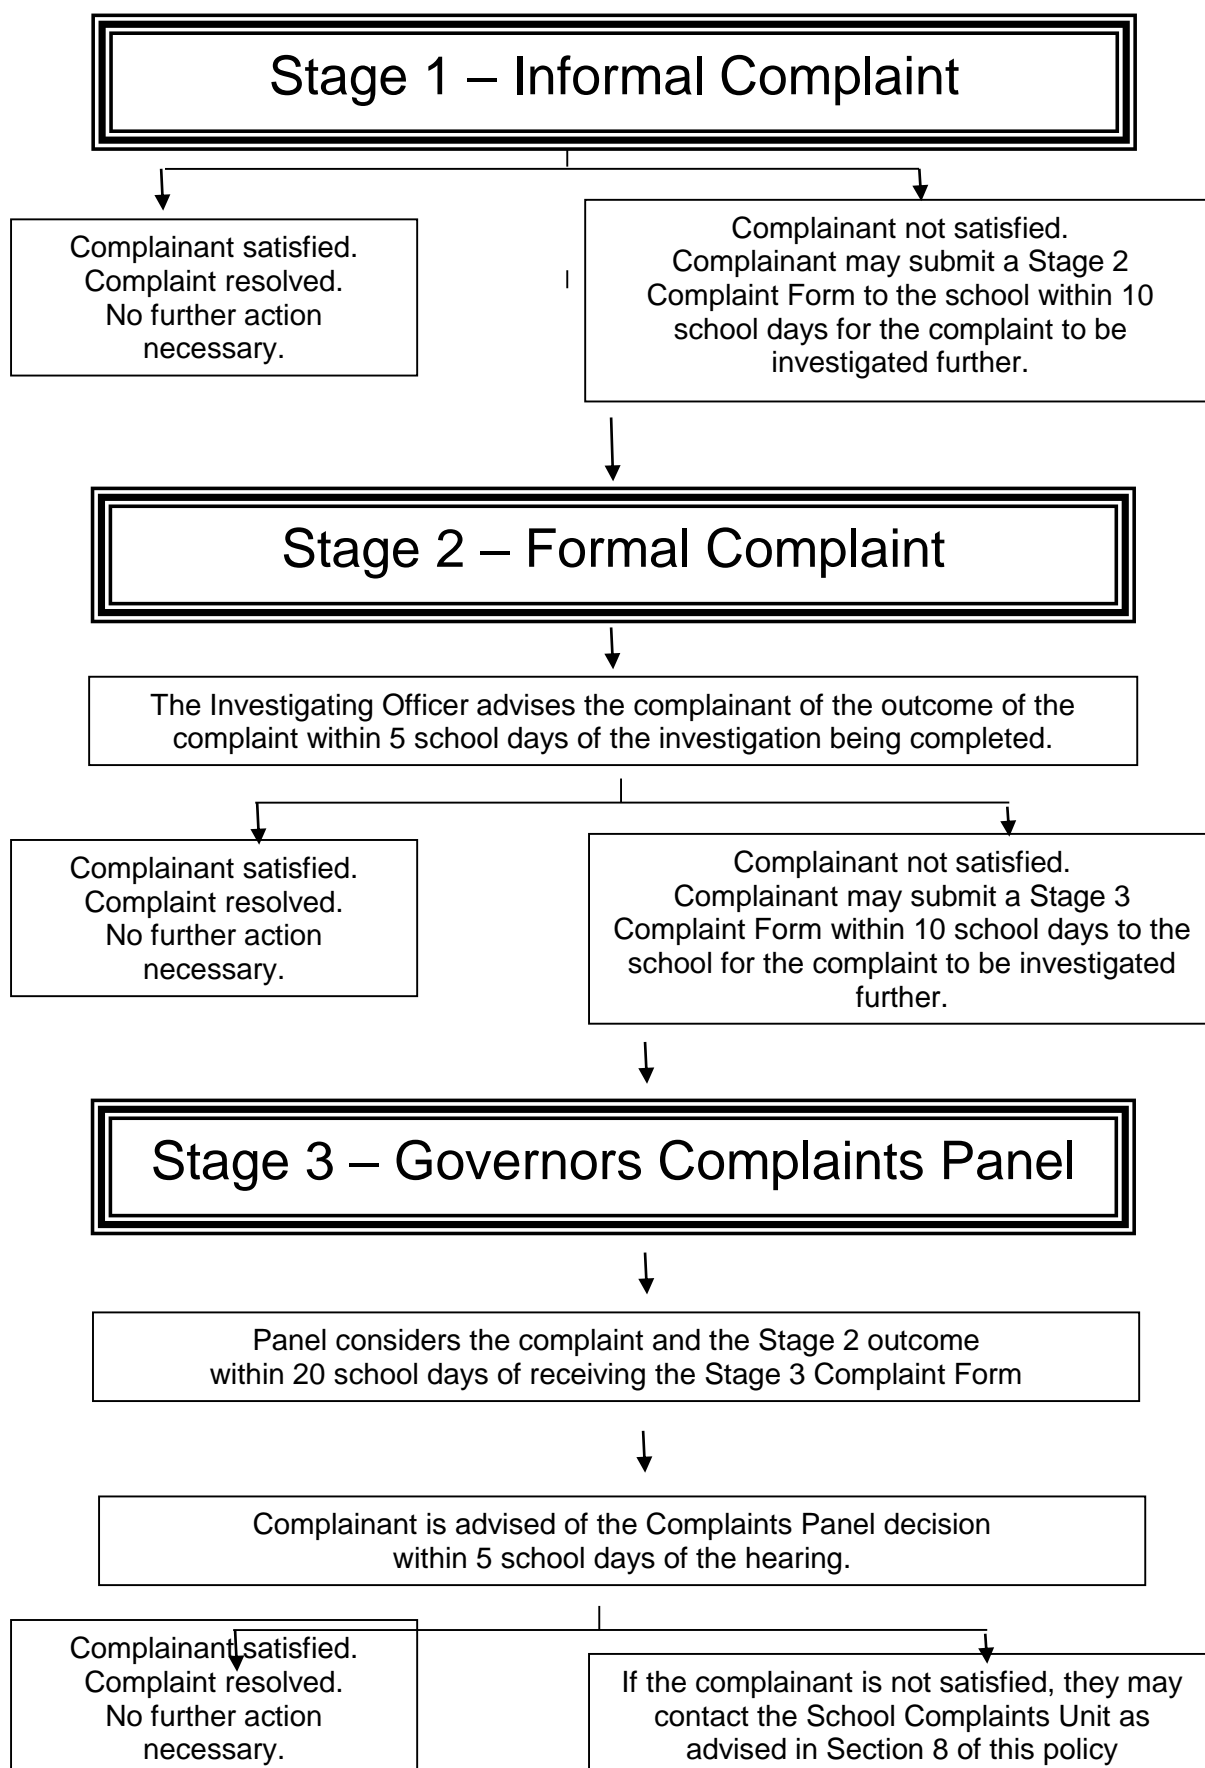 Stage 1 – Informal Complaint
Complainant satisfied.
Complaint resolved.
No further action
necessary.
Complainant not satisfied.
Complainant may submit a Stage 2
Complaint Form to the school within 10
school days for the complaint to be
investigated further.
Stage 2 – Formal Complaint
The Investigating Officer advises the complainant of the outcome of the
complaint within 5 school days of the investigation being completed.
Complainant satisfied.
Complaint resolved.
No further action
necessary.
Complainant not satisfied.
Complainant may submit a Stage 3
Complaint Form within 10 school days to the
school for the complaint to be investigated
further.
Stage 3 – Governors Complaints Panel
Panel considers the complaint and the Stage 2 outcome
within 20 school days of receiving the Stage 3 Complaint Form
Complainant is advised of the Complaints Panel decision
within 5 school days of the hearing.
Complainant satisfied.
Complaint resolved.
No further action
necessary.
If the complainant is not satisfied, they may
contact the School Complaints Unit as
advised in Section 8 of this policy